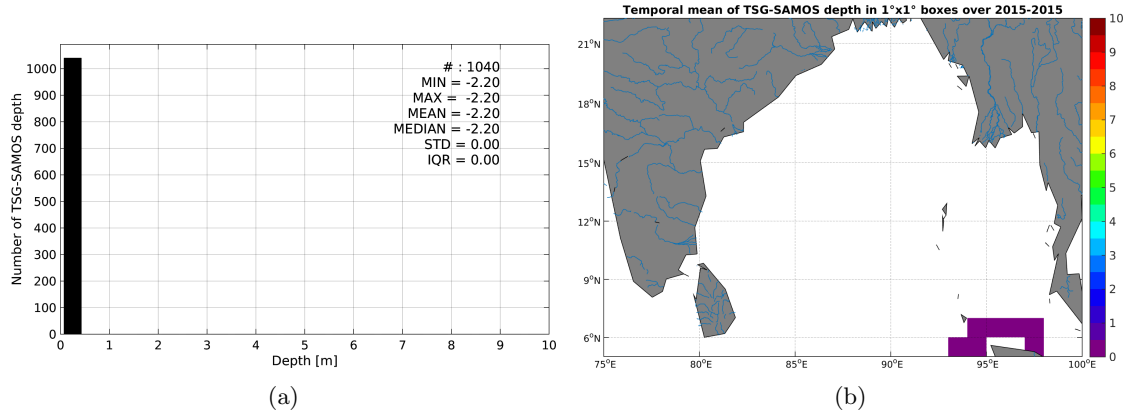 Temporal mean of TSG-SAMOS depth in 1°x1° boxes over 2015-2015
# : 1040
MIN = -2.20
MAX = -2.20
MEAN = -2.20
MEDIAN = -2.20
STD = 0.00
IQR = 0.00
Number of TSG-SAMOS depth
1000
900
800
700
600
500
400
300
200
100
0
0 1 2 3 4 5 6 7 8 9 10
Depth [m]
(a)
21°N
18°N
15°N
12°N
9°N
6°N
75°E 80°E 85°E 90°E 95°E 100°E
10
9
8
7
6
5
4
3
2
1
0
(b)